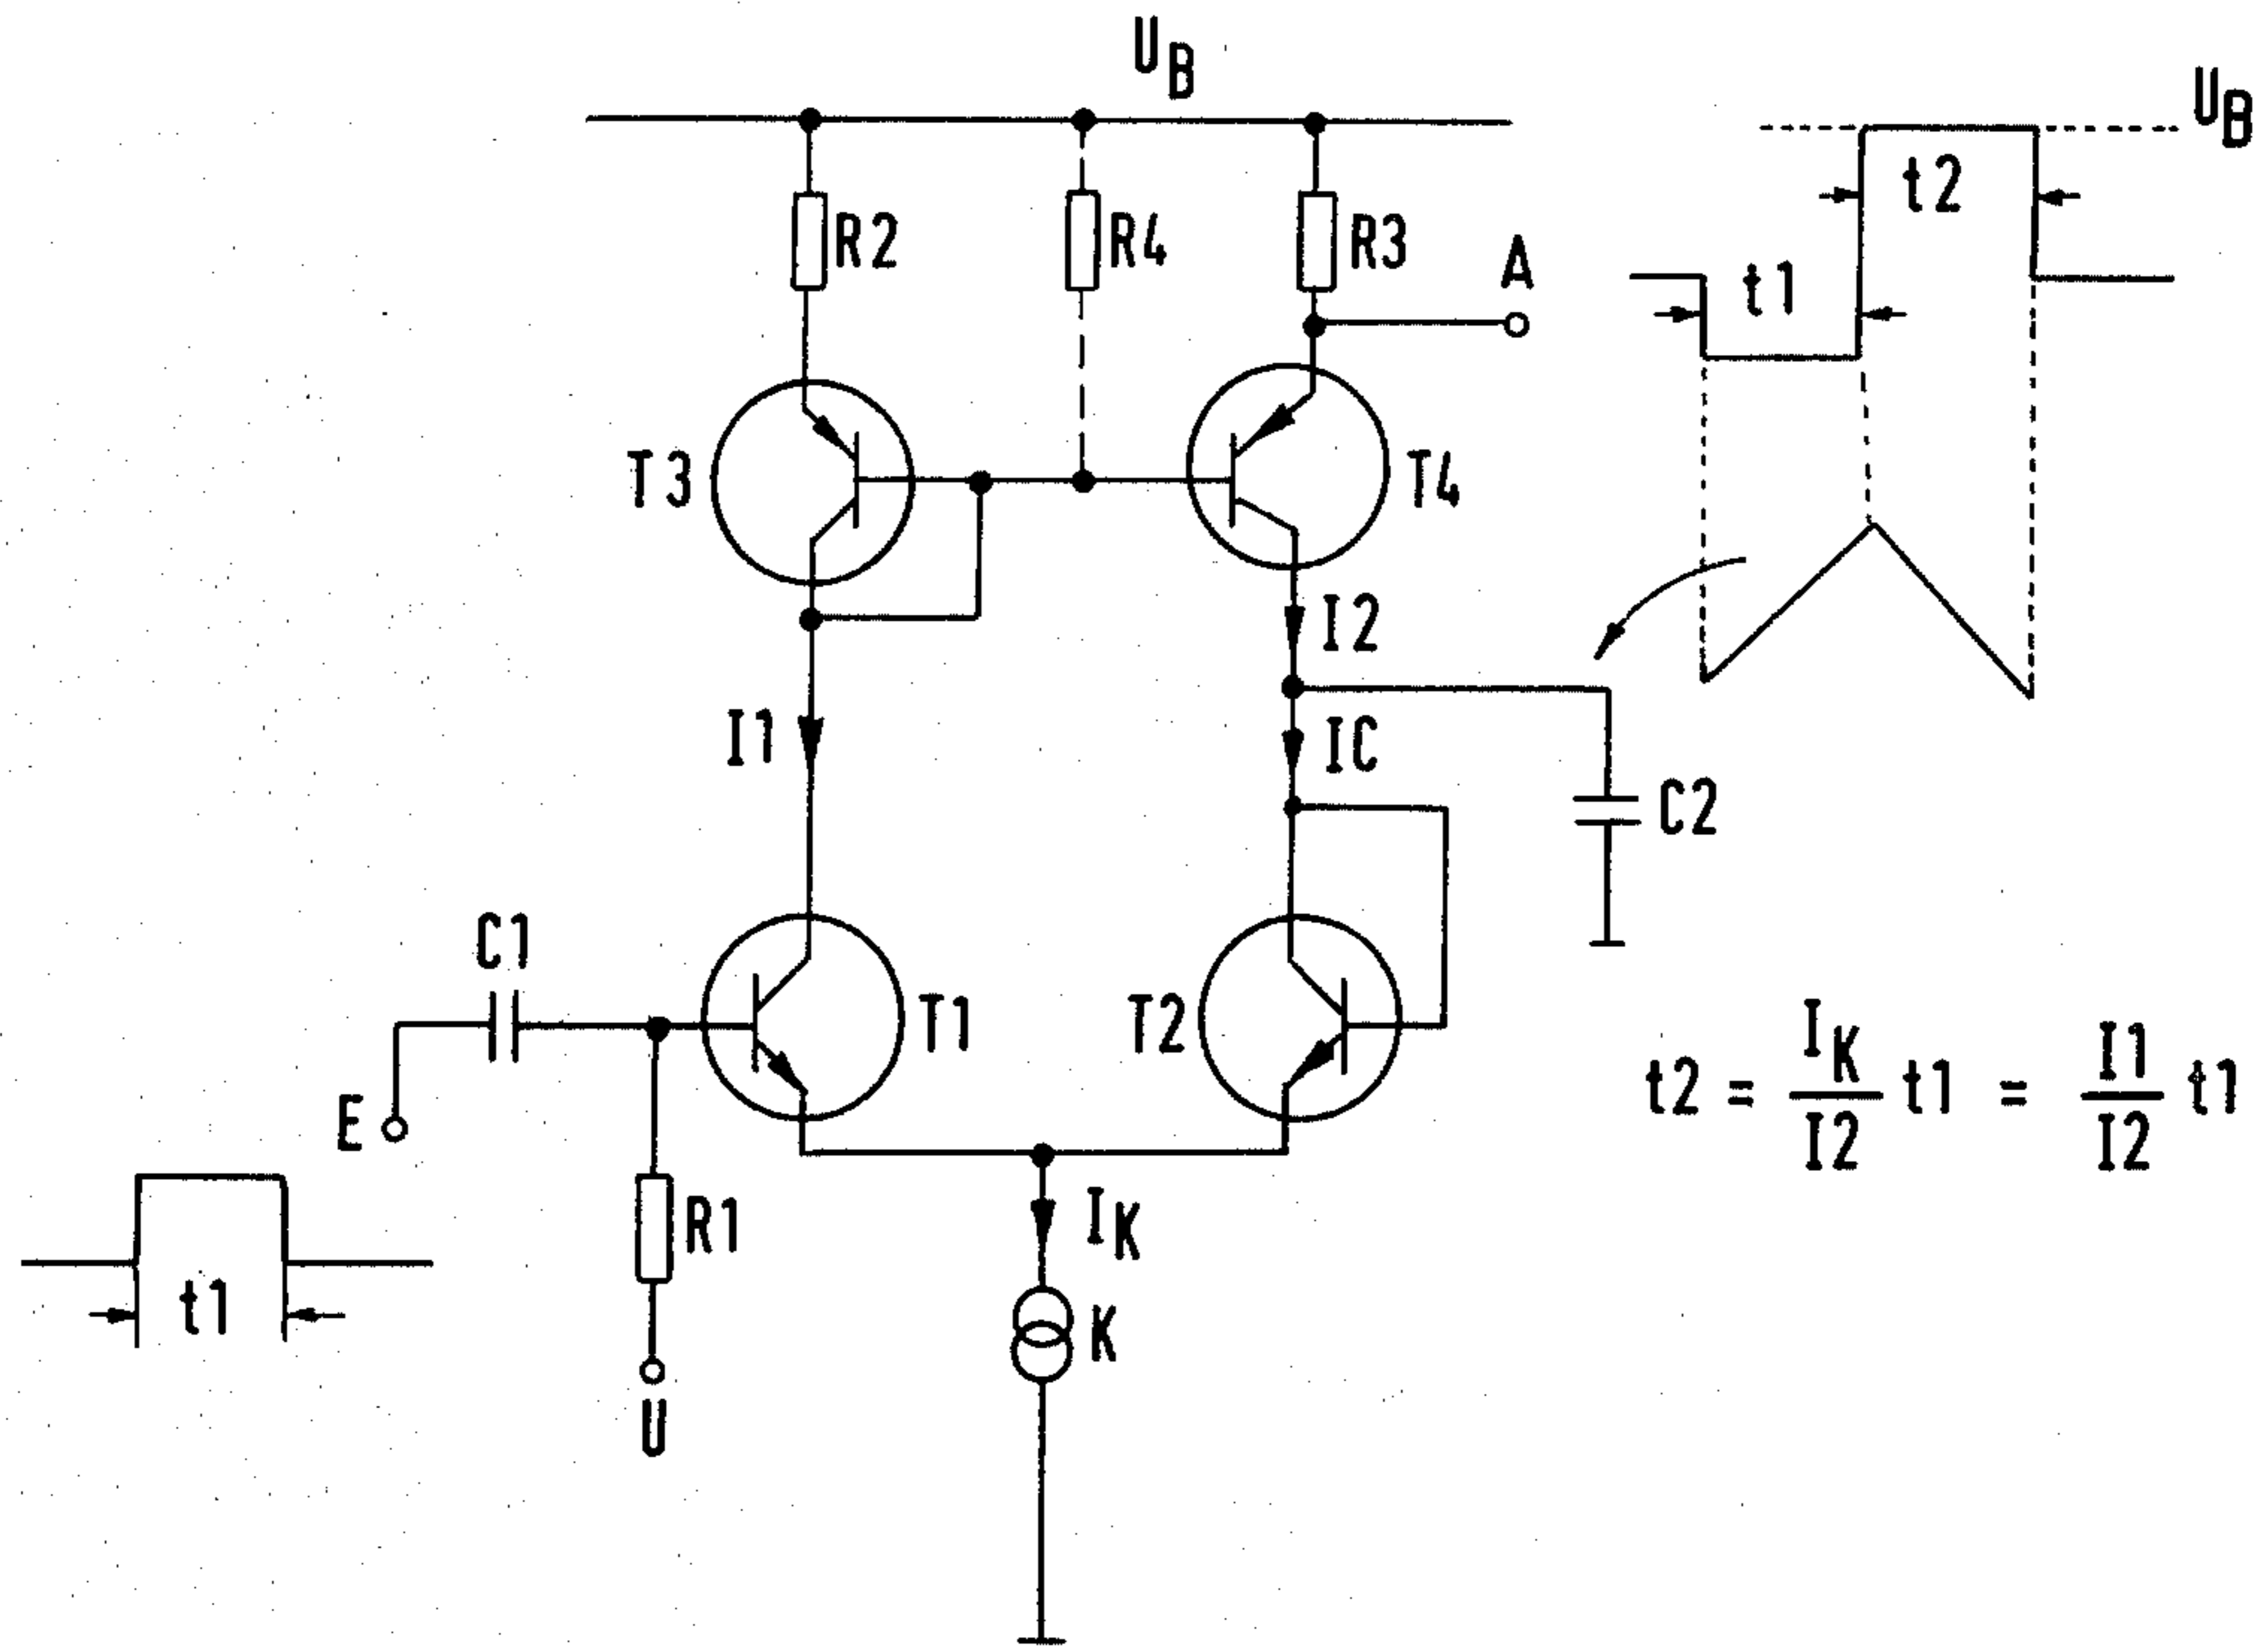 U_B
U_B
t2
R2
R4
R3
A
t1
T3
T4
I2
I1
IC
C2
C1
T1
T2
E
t2 = I_K/I2 t1 = I1/I2 t1
R1
I_K
t1
K
U